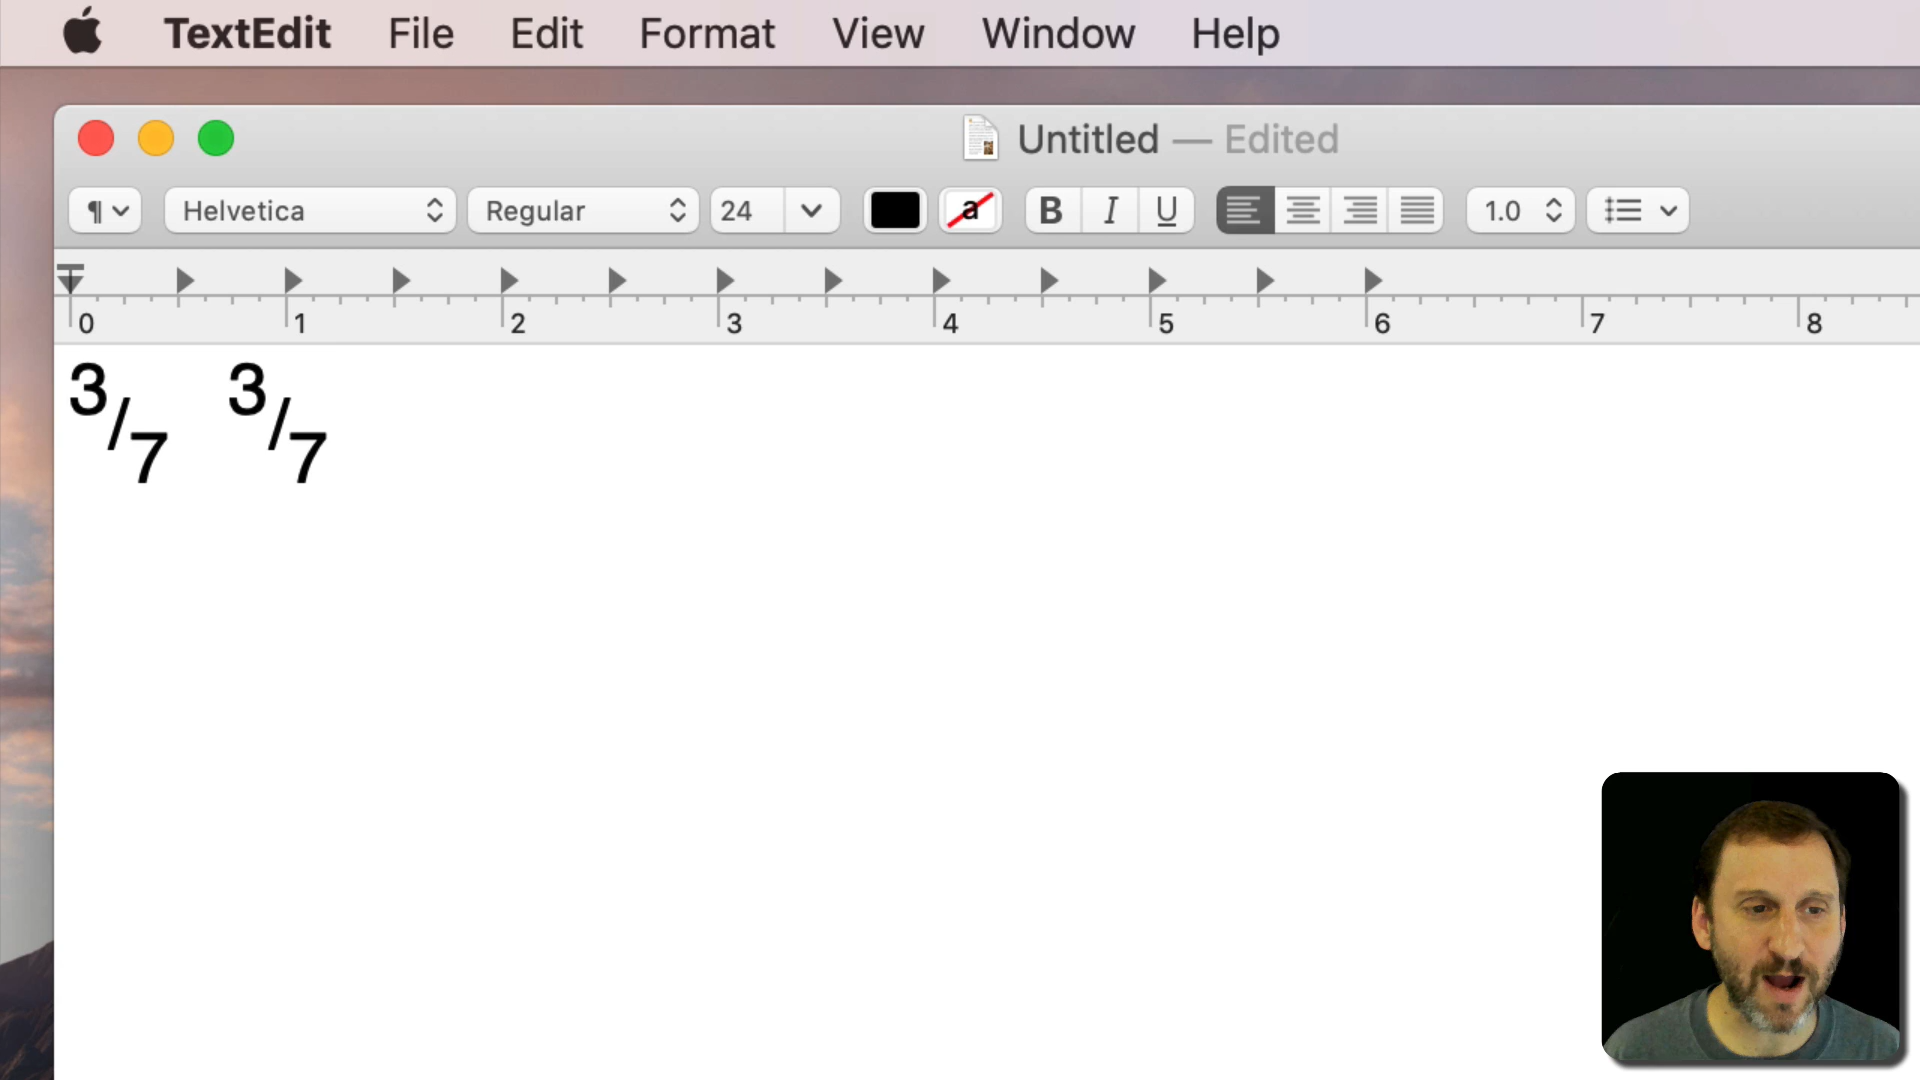 TextEdit File Edit Format View Window Help
Untitled — Edited
¶ Helvetica Regular 24 a B I U 1.0
0 1 2 3 4 5 6 7 8
³/₇ ³/₇